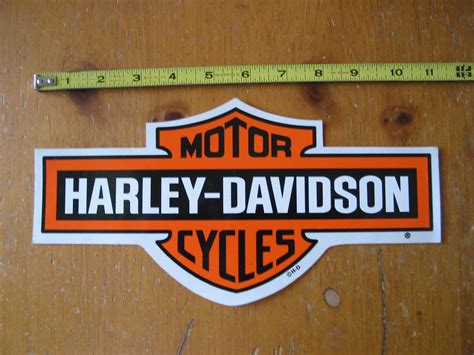 1 2 3 4 5 6 7 8 9 10 11
MOTOR
HARLEY-DAVIDSON
®
CYCLES
©H-D